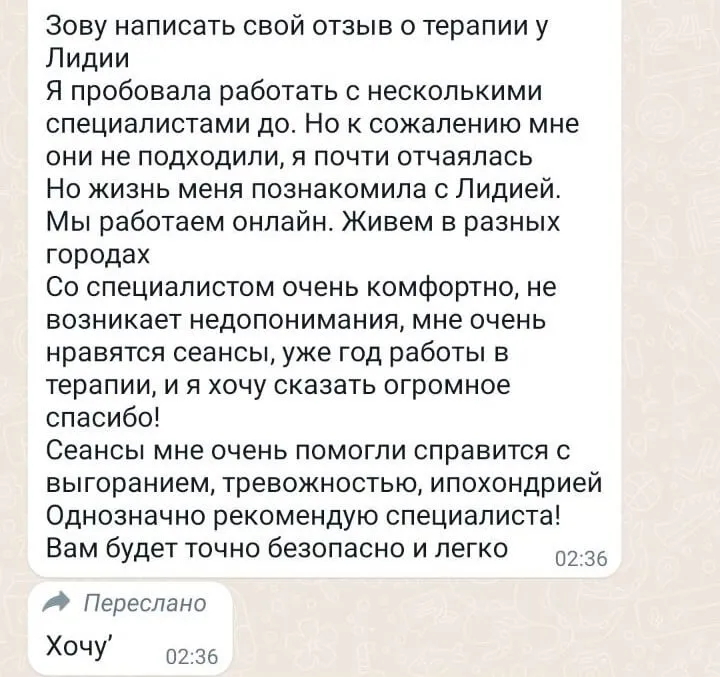 Зову написать свой отзыв о терапии у
Лидии
Я пробовала работать с несколькими
специалистами до. Но к сожалению мне
они не подходили, я почти отчаялась
Но жизнь меня познакомила с Лидией.
Мы работаем онлайн. Живем в разных
городах
Со специалистом очень комфортно, не
возникает недопонимания, мне очень
нравятся сеансы, уже год работы в
терапии, и я хочу сказать огромное
спасибо!
Сеансы мне очень помогли справится с
выгоранием, тревожностью, ипохондрией
Однозначно рекомендую специалиста!
Вам будет точно безопасно и легко 02:36
Переслано
Хочу’ 02:36